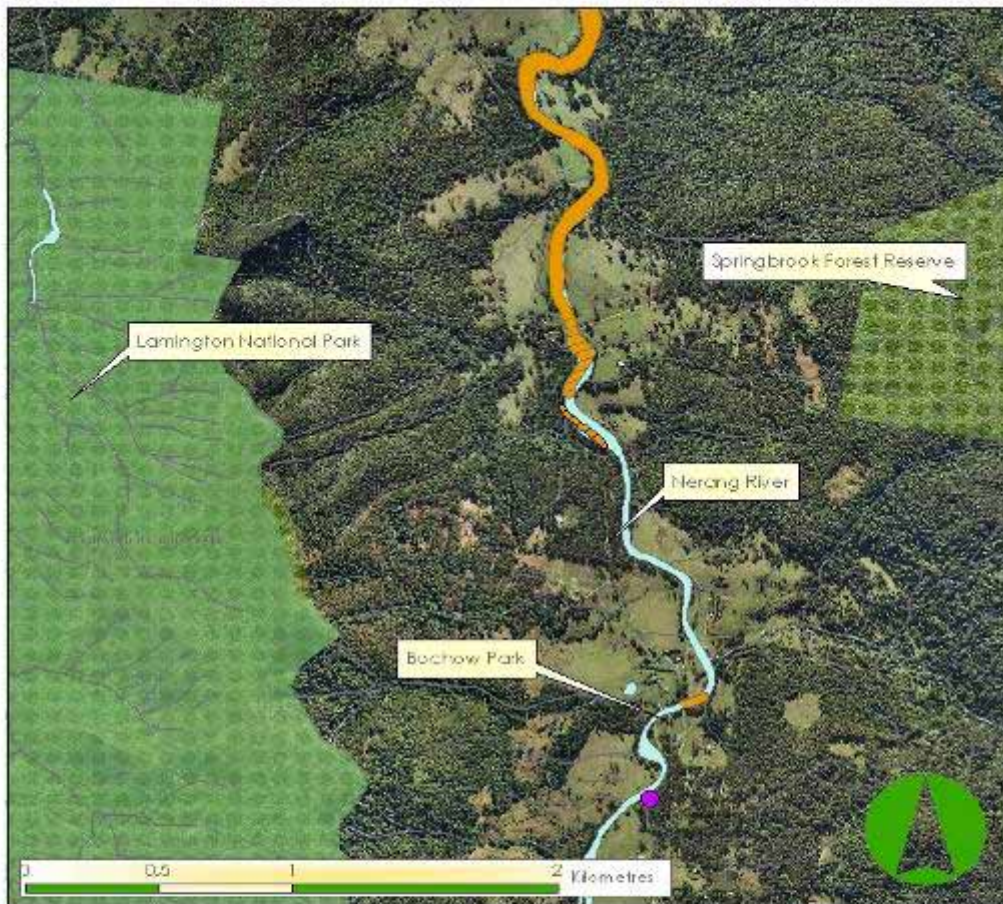 Springbrook Forest Reserve
Lamington National Park
Nerang River
Bochow Park
0 0.5 1 2 Kilometres